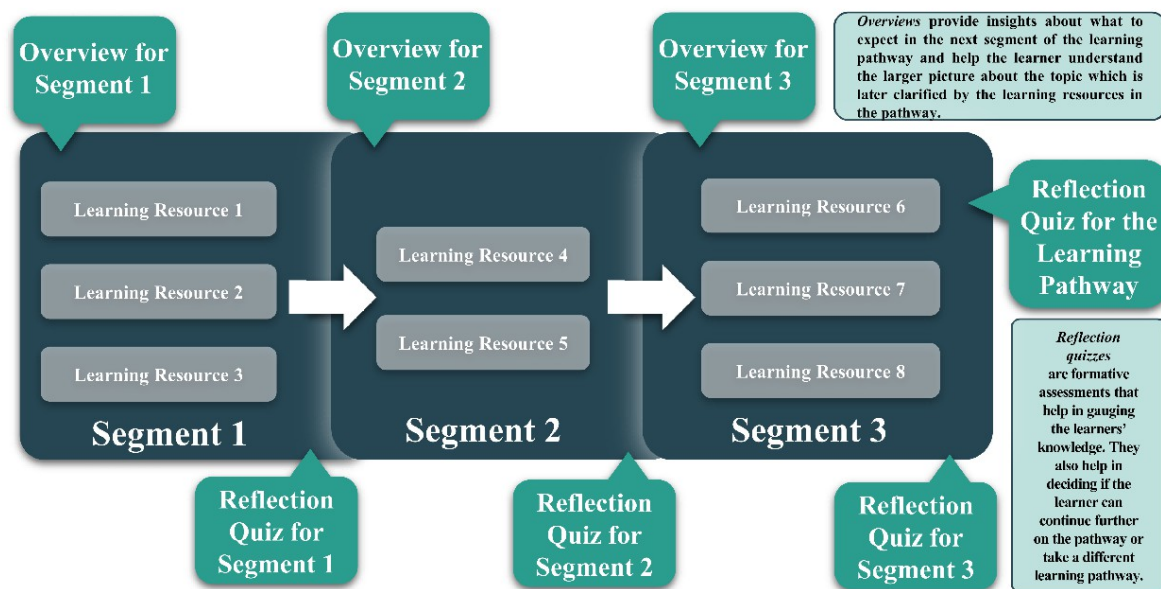 Overview for
Segment 1
Overview for
Segment 2
Overview for
Segment 3
Overviews provide insights about what to
expect in the next segment of the learning
pathway and help the learner understand
the larger picture about the topic which is
later clarified by the learning resources in
the pathway.
Learning Resource 1
Learning Resource 2
Learning Resource 3
Segment 1
Learning Resource 4
Learning Resource 5
Segment 2
Learning Resource 6
Learning Resource 7
Learning Resource 8
Segment 3
Reflection
Quiz for the
Learning
Pathway
Reflection
Quiz for
Segment 1
Reflection
Quiz for
Segment 2
Reflection
Quiz for
Segment 3
Reflection
quizzes
are formative
assessments that
help in gauging
the learners'
knowledge. They
also help in
deciding if the
learner can
continue further
on the pathway or
take a different
learning pathway.